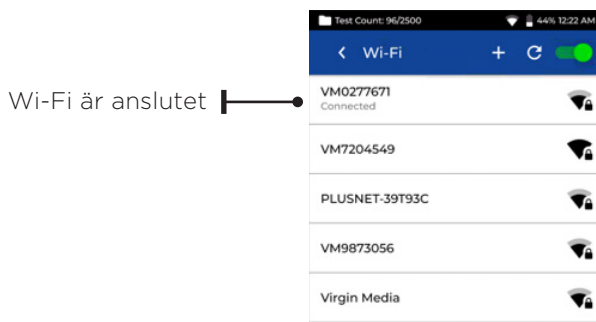 Test Count: 96/2500 44% 12:22 AM
Wi-Fi
Wi-Fi är anslutet
VM0277671
Connected
VM7204549
PLUSNET-39T93C
VM9873056
Virgin Media